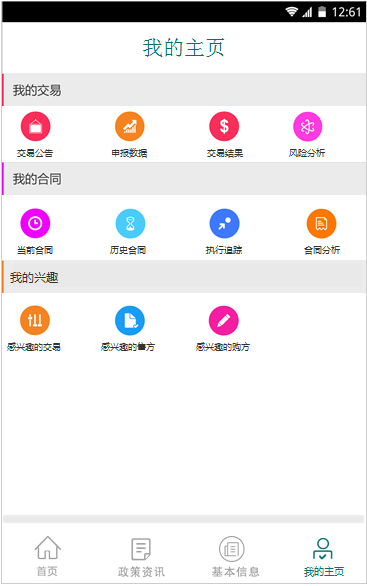 12:61
我的主页
我的交易
交易公告 申报数据 交易结果 风险分析
我的合同
当前合同 历史合同 执行追踪 合同分析
我的兴趣
感兴趣的交易 感兴趣的售方 感兴趣的购方
首页 政策资讯 基本信息 我的主页